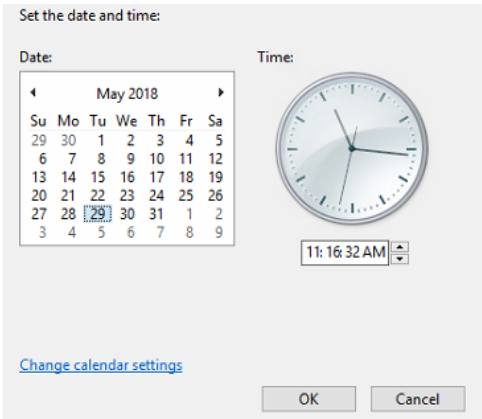 Set the date and time:
Date:
Time:
May 2018
Su Mo Tu We Th Fr Sa
29 30 1 2 3 4 5
6 7 8 9 10 11 12
13 14 15 16 17 18 19
20 21 22 23 24 25 26
27 28 29 30 31 1 2
3 4 5 6 7 8 9
11: 16: 32 AM
Change calendar settings
OK
Cancel